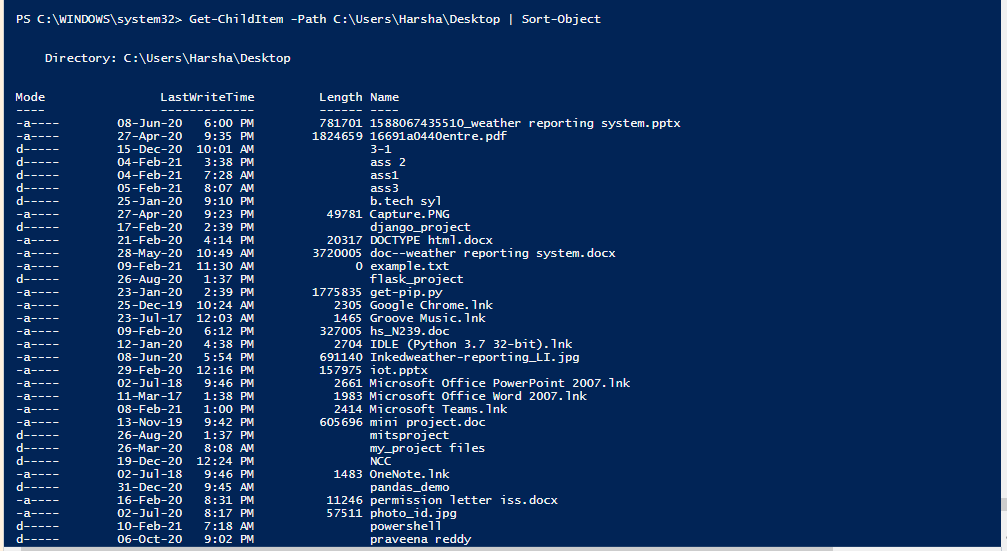 PS C:\WINDOWS\system32> Get-ChildItem -Path C:\Users\Harsha\Desktop | Sort-Object
Directory: C:\Users\Harsha\Desktop
Mode LastWriteTime Length Name
---- ------------- ------ ----
-a---- 08-Jun-20 6:00 PM 781701 1588067435510_weather reporting system.pptx
-a---- 27-Apr-20 9:35 PM 1824659 16691a0440entre.pdf
d----- 15-Dec-20 10:01 AM 3-1
d----- 04-Feb-21 3:38 PM ass 2
d----- 04-Feb-21 7:28 AM ass1
d----- 05-Feb-21 8:07 AM ass3
d----- 25-Jan-20 9:10 PM b.tech syl
-a---- 27-Apr-20 9:23 PM 49781 Capture.PNG
d----- 17-Feb-20 2:39 PM django_project
-a---- 21-Feb-20 4:14 PM 20317 DOCTYPE html.docx
-a---- 28-May-20 10:49 AM 3720005 doc--weather reporting system.docx
-a---- 09-Feb-21 11:30 AM 0 example.txt
d----- 26-Aug-20 1:37 PM flask_project
-a---- 23-Jan-20 2:39 PM 1775835 get-pip.py
-a---- 25-Dec-19 10:24 AM 2305 Google Chrome.lnk
-a---- 23-Jul-17 12:03 AM 1465 Groove Music.lnk
-a---- 09-Feb-20 6:12 PM 327005 hs_N239.doc
-a---- 12-Jan-20 4:38 PM 2704 IDLE (Python 3.7 32-bit).lnk
-a---- 08-Jun-20 5:54 PM 691140 Inkedweather-reporting_LI.jpg
-a---- 29-Feb-20 12:16 PM 157975 iot.pptx
-a---- 02-Jul-18 9:46 PM 2661 Microsoft Office PowerPoint 2007.lnk
-a---- 11-Mar-17 1:38 PM 1983 Microsoft Office Word 2007.lnk
-a---- 08-Feb-21 1:00 PM 2414 Microsoft Teams.lnk
-a---- 13-Nov-19 9:42 PM 605696 mini project.doc
d----- 26-Aug-20 1:37 PM mitsproject
d----- 26-Mar-20 8:08 AM my_project files
d----- 19-Dec-20 12:24 PM NCC
-a---- 02-Jul-18 9:46 PM 1483 OneNote.lnk
d----- 31-Dec-20 9:45 AM pandas_demo
-a---- 16-Feb-20 8:31 PM 11246 permission letter iss.docx
-a---- 02-Jul-20 8:17 PM 57511 photo_id.jpg
d----- 10-Feb-21 7:18 AM powershell
d----- 06-Oct-20 9:02 PM praveena reddy